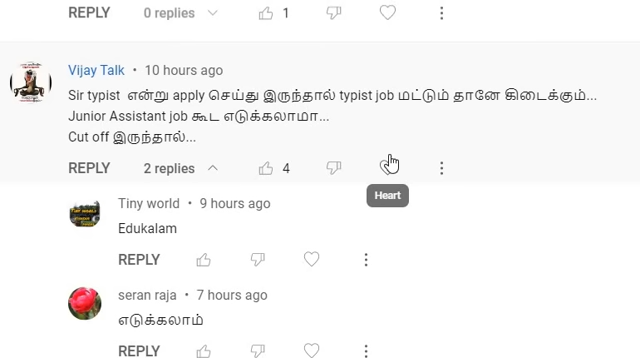 REPLY 0 replies 1
Vijay Talk • 10 hours ago
Sir typist என்று apply செய்து இருந்தால் typist job மட்டும் தானே கிடைக்கும்...
Junior Assistant job கூட எடுக்கலாமா...
Cut off இருந்தால்...
REPLY 2 replies 4
Heart
Tiny world • 9 hours ago
Edukalam
REPLY
seran raja • 7 hours ago
எடுக்கலாம்
REPLY